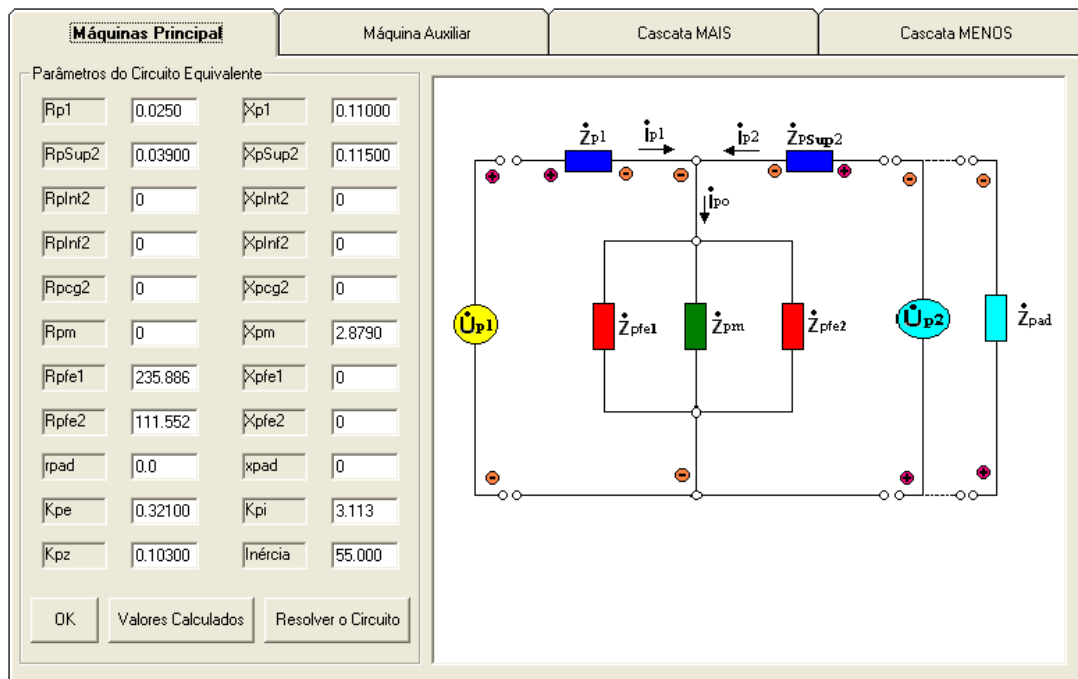 Máquinas Principal
Máquina Auxiliar
Cascata MAIS
Cascata MENOS
Parâmetros do Circuito Equivalente
Rp1 0.0250 Xp1 0.11000
RpSup2 0.03900 XpSup2 0.11500
RpInt2 0 XpInt2 0
RpInf2 0 XpInf2 0
Rpcg2 0 Xpcg2 0
Rpm 0 Xpm 2.8790
Rpfe1 235.886 Xpfe1 0
Rpfe2 111.552 Xpfe2 0
rpad 0.0 xpad 0
Kpe 0.32100 Kpi 3.113
Kpz 0.10300 Inércia 55.000
OK
Valores Calculados
Resolver o Circuito
Żp1 i̇p1 i̇p2 ŻpSup2
i̇po
U̇p1 Żpfe1 Żpm Żpfe2 U̇p2 Żpad